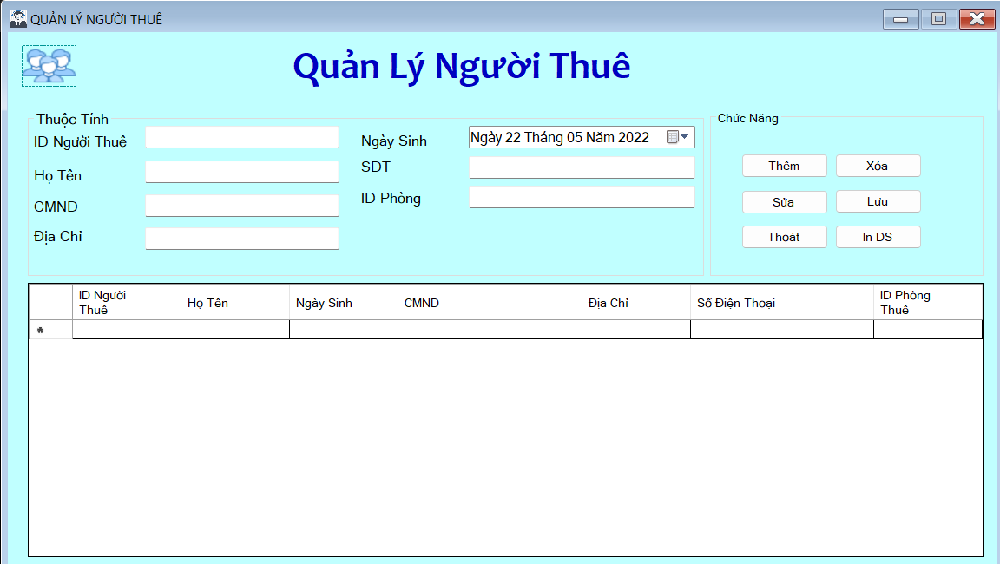 QUẢN LÝ NGƯỜI THUÊ
Quản Lý Người Thuê
Thuộc Tính
ID Người Thuê
Họ Tên
CMND
Địa Chỉ
Ngày Sinh
Ngày 22 Tháng 05 Năm 2022
SDT
ID Phòng
Chức Năng
Thêm
Xóa
Sửa
Lưu
Thoát
In DS
ID Người
Thuê
Họ Tên
Ngày Sinh
CMND
Địa Chỉ
Số Điện Thoại
ID Phòng
Thuê
*